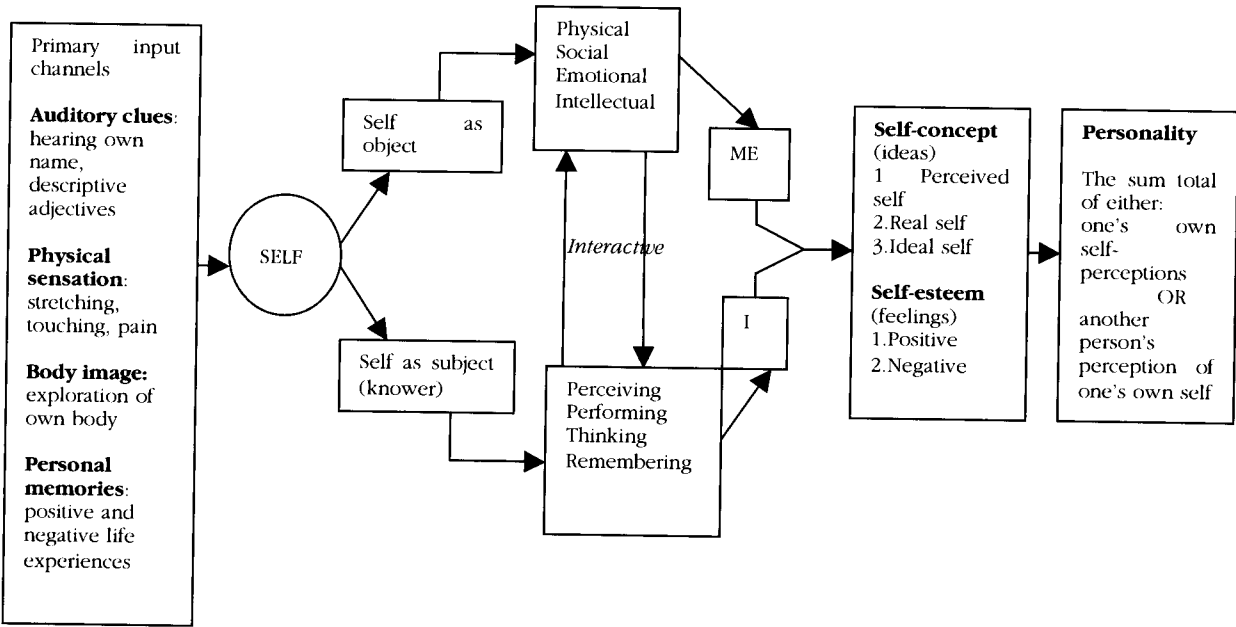 Primary input
channels
Auditory clues:
hearing own
name,
descriptive
adjectives
Physical
sensation:
stretching,
touching, pain
Body image:
exploration of
own body
Personal
memories:
positive and
negative life
experiences
SELF
Self as
object
Self as subject
(knower)
Physical
Social
Emotional
Intellectual
Interactive
Perceiving
Performing
Thinking
Remembering
ME
I
Self-concept
(ideas)
1 Perceived
self
2.Real self
3.Ideal self
Self-esteem
(feelings)
1.Positive
2.Negative
Personality
The sum total
of either:
one's own
self-
perceptions
OR
another
person's
perception of
one's own self